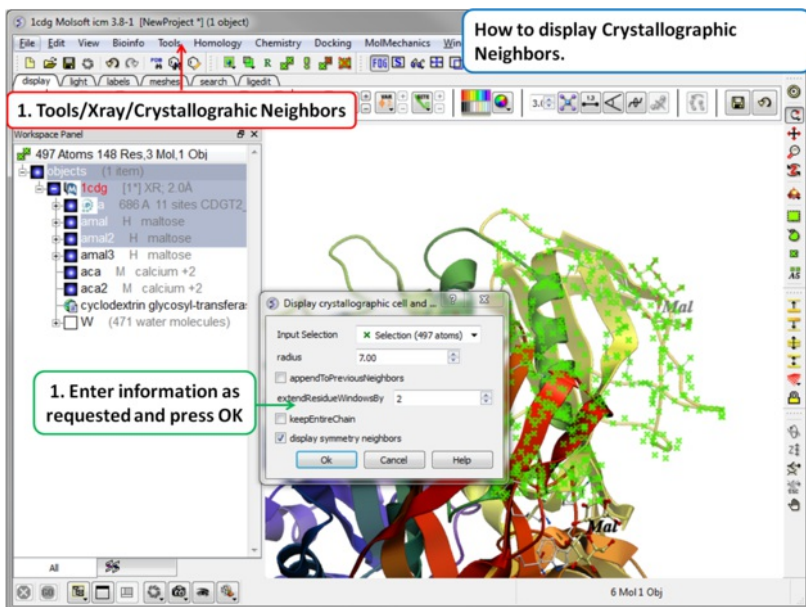 1cdg Molsoft icm 3.8-1 [NewProject *] (1 object)
How to display Crystallographic
Neighbors.
File Edit View Bioinfo Tools Homology Chemistry Docking MolMechanics
display light labels meshes search ligedit
1. Tools/Xray/Crystallograhic Neighbors
Workspace Panel
497 Atoms 148 Res,3 Mol,1 Obj
objects (1 item)
1cdg [1*] XR; 2.0Å
a 686 A 11 sites CDGT2_
amal H maltose
amal2 H maltose
amal3 H maltose
aca M calcium +2
aca2 M calcium +2
cyclodextrin glycosyl-transferas
W (471 water molecules)
Mal
Display crystallographic cell and ...
Input Selection Selection (497 atoms)
radius 7.00
appendToPreviousNeighbors
extendResidueWindowsBy 2
keepEntireChain
display symmetry neighbors
Ok Cancel Help
1. Enter information as
requested and press OK
Mal
All
6 Mol 1 Obj